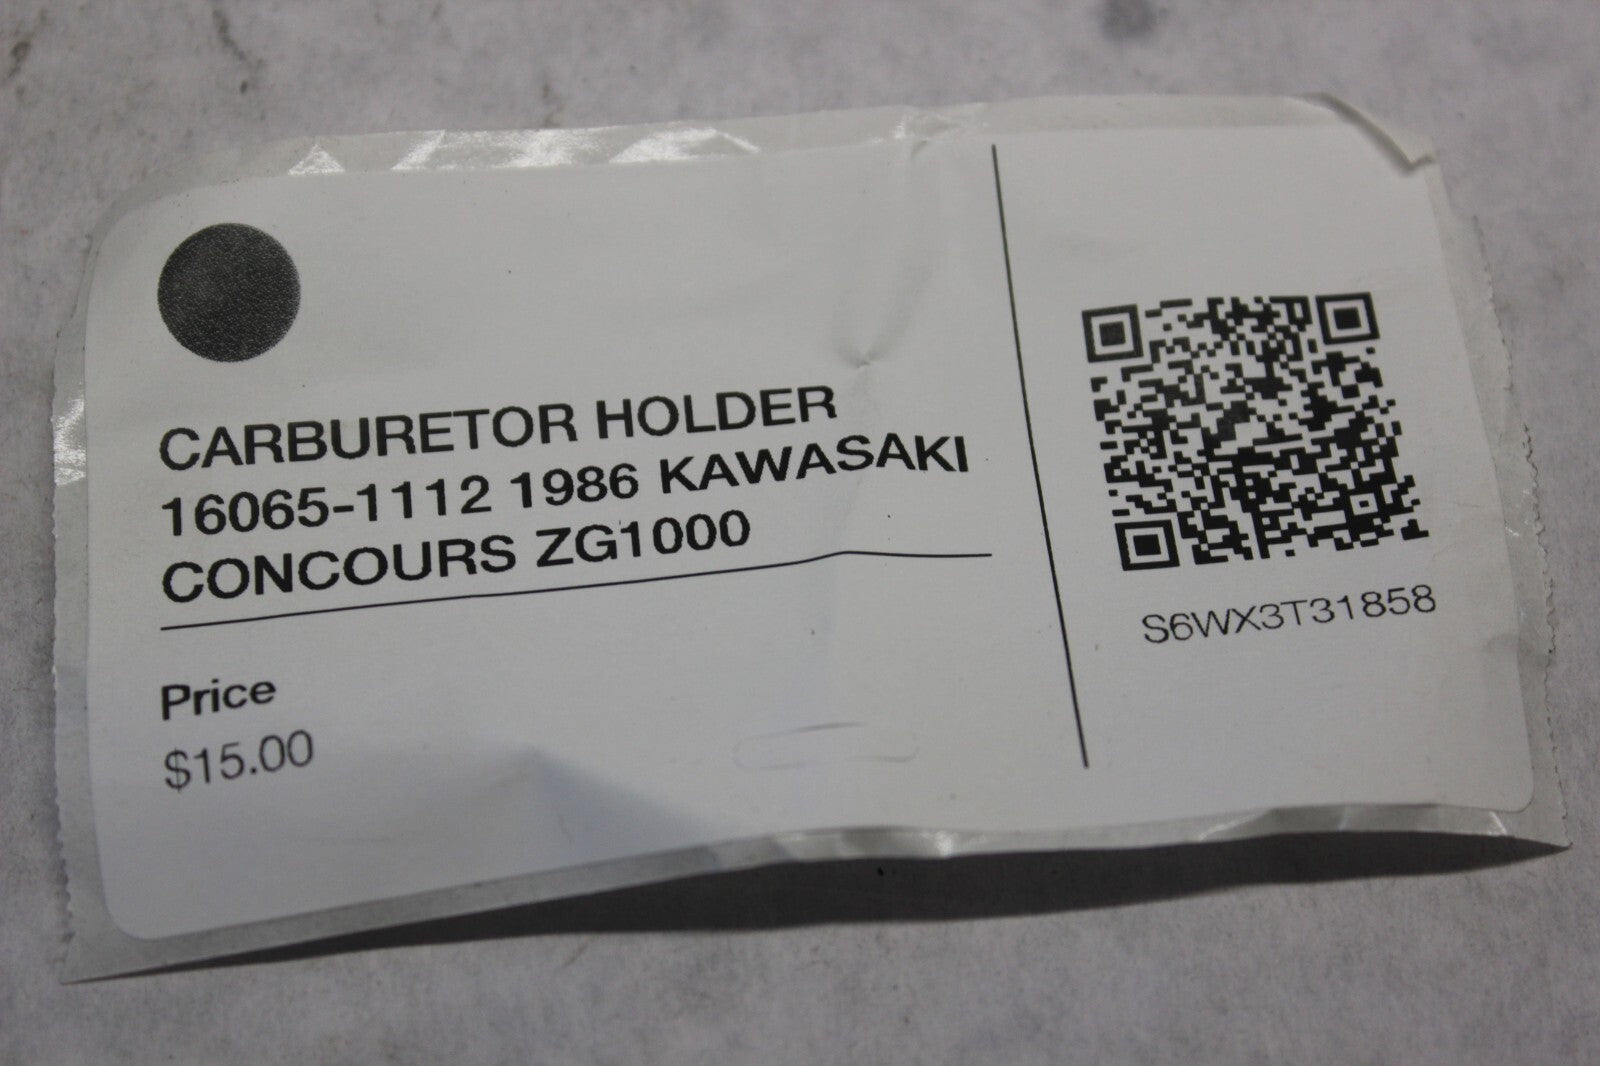 CARBURETOR HOLDER
16065-1112 1986 KAWASAKI
CONCOURS ZG1000
Price
$15.00
S6WX3T31858